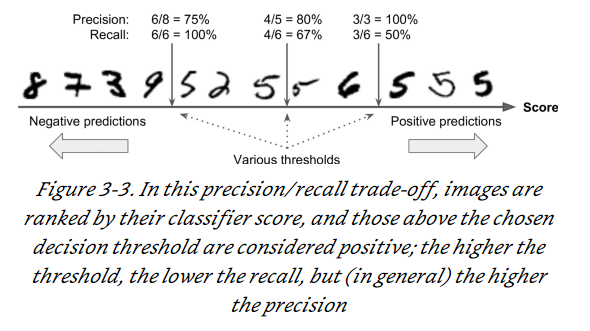 Precision: 6/8 = 75% 4/5 = 80% 3/3 = 100%
Recall: 6/6 = 100% 4/6 = 67% 3/6 = 50%
8 7 3 9 5 2 5 5 6 5 5 5
Score
Negative predictions Positive predictions
Various thresholds
Figure 3-3. In this precision/recall trade-off, images are
ranked by their classifier score, and those above the chosen
decision threshold are considered positive; the higher the
threshold, the lower the recall, but (in general) the higher
the precision